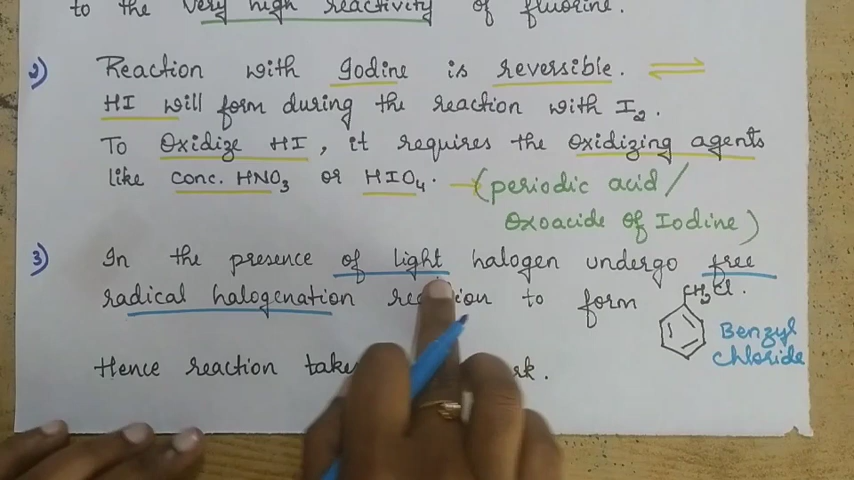 to the very high reactivity of fluorine.
2) Reaction with Iodine is reversible. ⇌
HI will form during the reaction with I₂.
To Oxidize HI, it requires the Oxidizing agents
like conc. HNO₃ or HIO₄. → (periodic acid /
Oxoacide of Iodine)
3) In the presence of light halogen undergo free
radical halogenation to form CH₂Cl.
Benzyl
chloride
Hence reaction